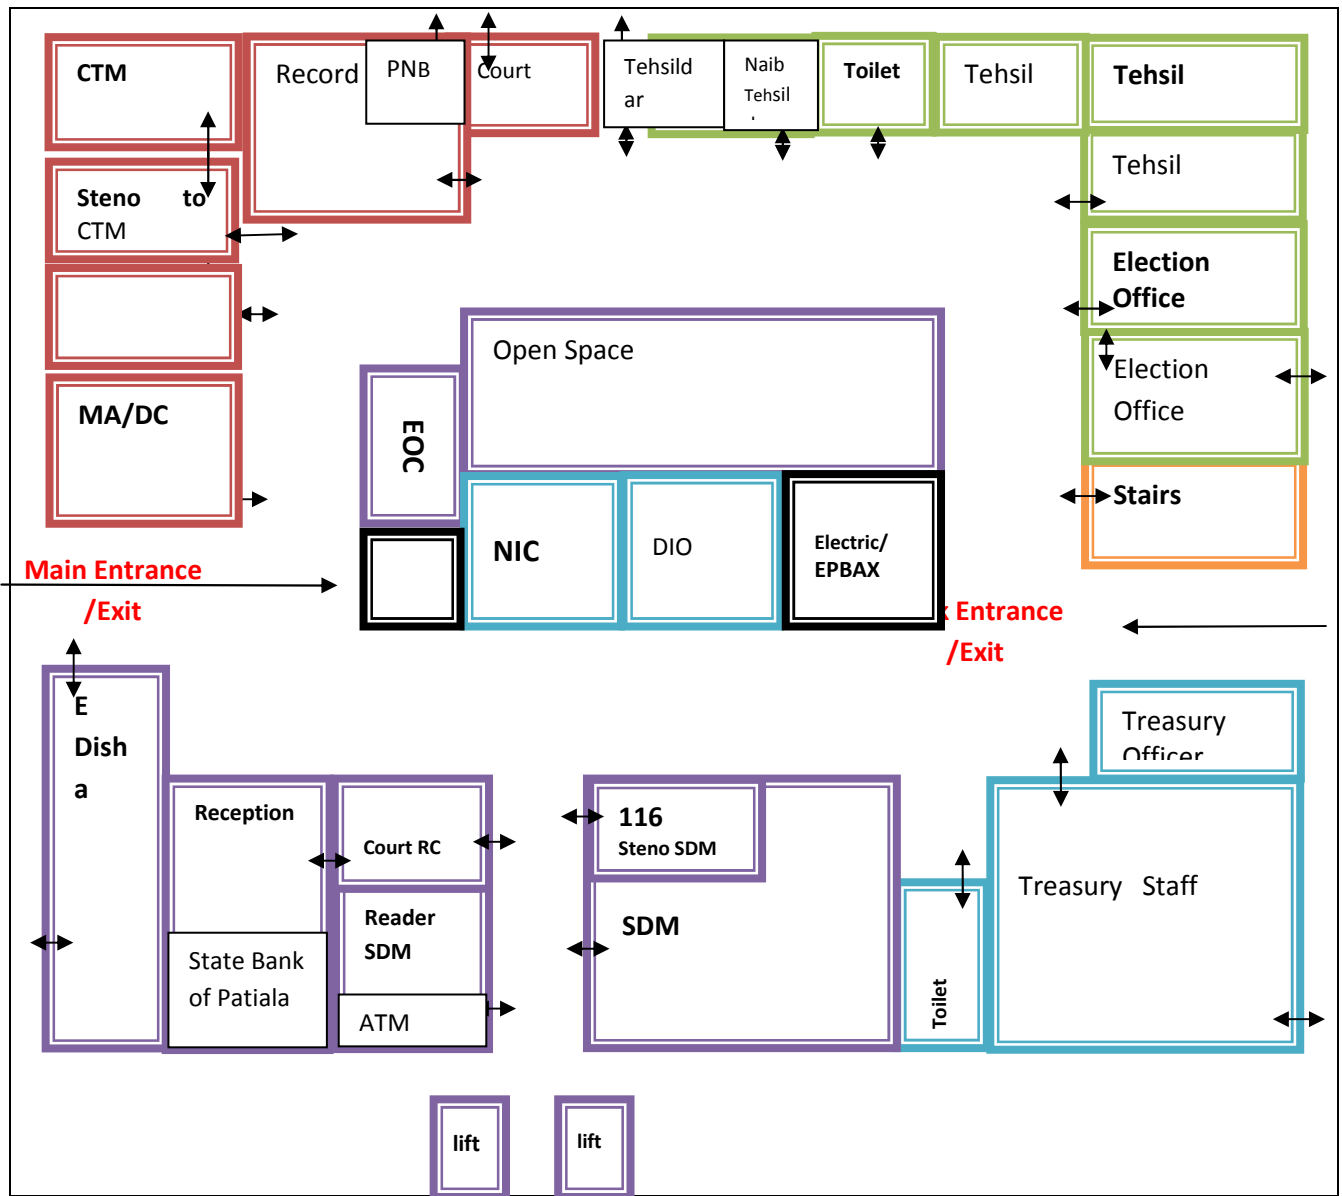 CTM
Record
PNB
Court
Tehsild
ar
Naib
Tehsil
Toilet
Tehsil
Tehsil
Steno to
CTM
Tehsil
Election
Office
Open Space
Election
Office
MA/DC
EOC
Stairs
NIC
DIO
Electric/
EPBAX
Main Entrance
/Exit
Entrance
/Exit
E
Dish
a
Treasury
Officer
Reception
Court RC
116
Steno SDM
Treasury Staff
Reader
SDM
SDM
State Bank
of Patiala
Toilet
ATM
lift
lift